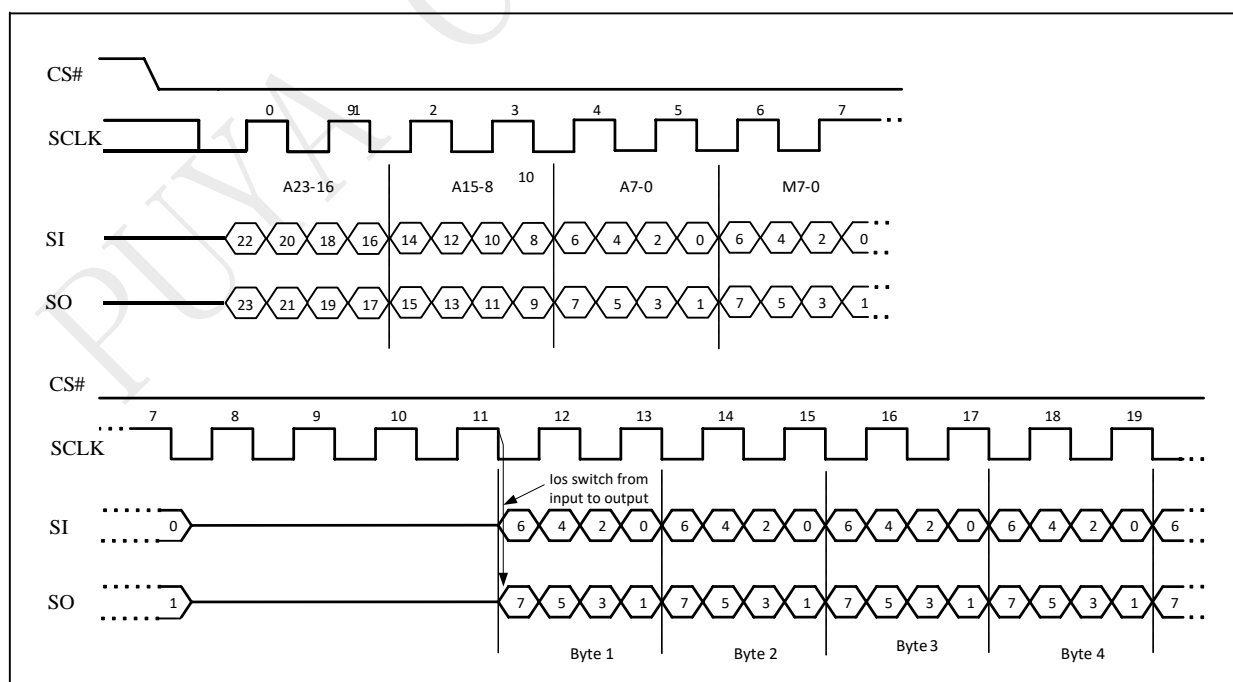 PUYA
CS#
0 91 2 3 4 5 6 7
SCLK
A23-16 A15-8 10 A7-0 M7-0
SI 22 20 18 16 14 12 10 8 6 4 2 0 6 4 2 0
SO 23 21 19 17 15 13 11 9 7 5 3 1 7 5 3 1
CS#
7 8 9 10 11 12 13 14 15 16 17 18 19
SCLK
Ios switch from
input to output
SI 0 6 4 2 0 6 4 2 0 6 4 2 0 6 4 2 0 6
SO 1 7 5 3 1 7 5 3 1 7 5 3 1 7 5 3 1 7
Byte 1 Byte 2 Byte 3 Byte 4